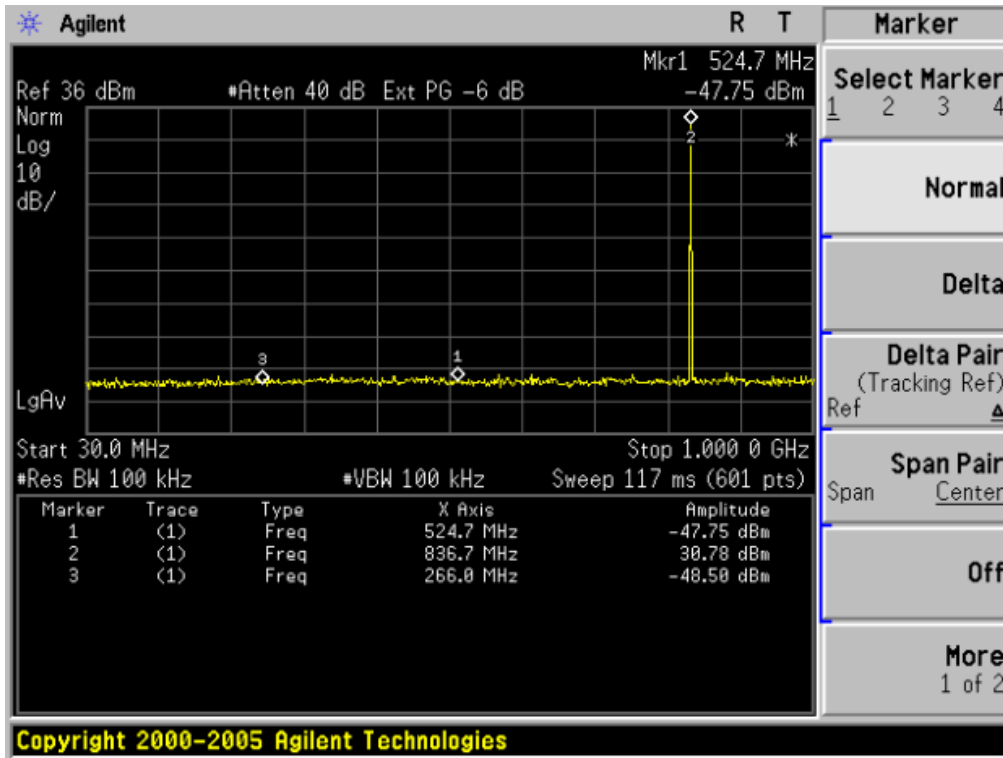 Agilent R T Marker
Mkr1 524.7 MHz
Ref 36 dBm #Atten 40 dB Ext PG -6 dB -47.75 dBm
Norm
Log
10
dB/
LgAv
2
3
1
Start 30.0 MHz Stop 1.000 0 GHz
#Res BW 100 kHz #VBW 100 kHz Sweep 117 ms (601 pts)
Marker Trace Type X Axis Amplitude
1 (1) Freq 524.7 MHz -47.75 dBm
2 (1) Freq 836.7 MHz 30.78 dBm
3 (1) Freq 266.0 MHz -48.50 dBm
Select Marker
1 2 3 4
Normal
Delta
Delta Pair
(Tracking Ref)
Ref Δ
Span Pair
Span Center
Off
More
1 of 2
Copyright 2000-2005 Agilent Technologies